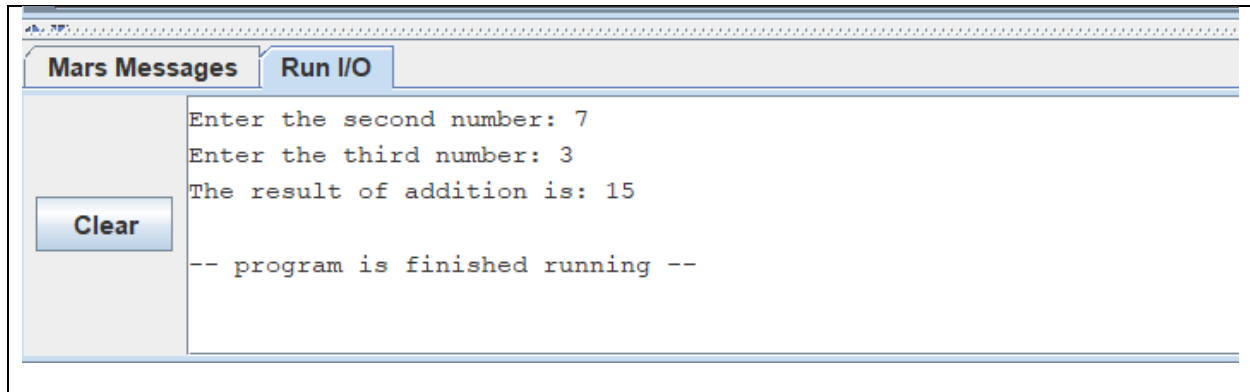 Mars Messages Run I/O
Enter the second number: 7
Enter the third number: 3
The result of addition is: 15
Clear
-- program is finished running --